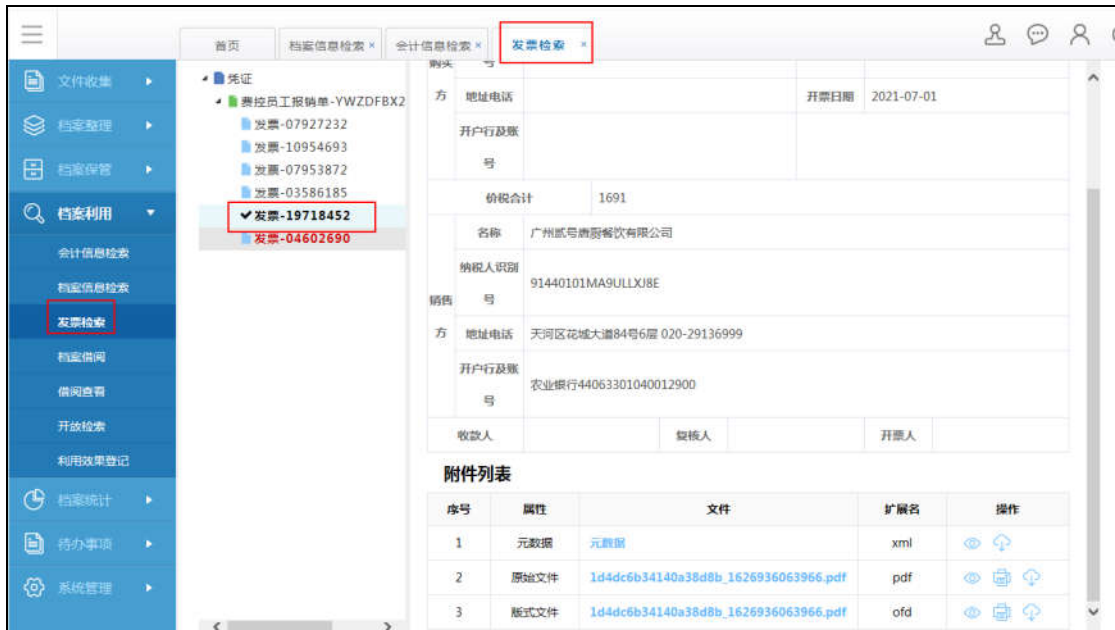 首页 档案信息检索 × 会计信息检索 × 发票检索 ×
文件收集
档案整理
档案保管
档案利用
会计信息检索
档案信息检索
发票检索
档案借阅
借阅查看
开放检索
利用效果登记
档案统计
待办事项
系统管理
凭证
费控员工报销单-YWZDFBX2
发票-07927232
发票-10954693
发票-07953872
发票-03586185
发票-19718452
发票-04602690
购买方 号
地址电话 开票日期 2021-07-01
开户行及账号
价税合计 1691
销售方
名称 广州贰号唐厨餐饮有限公司
纳税人识别号 91440101MA9ULLXJ8E
地址电话 天河区花城大道84号6层 020-29136999
开户行及账号 农业银行44063301040012900
收款人 复核人 开票人
附件列表
序号 属性 文件 扩展名 操作
1 元数据 元数据 xml
2 原始文件 1d4dc6b34140a38d8b_1626936063966.pdf pdf
3 版式文件 1d4dc6b34140a38d8b_1626936063966.pdf ofd